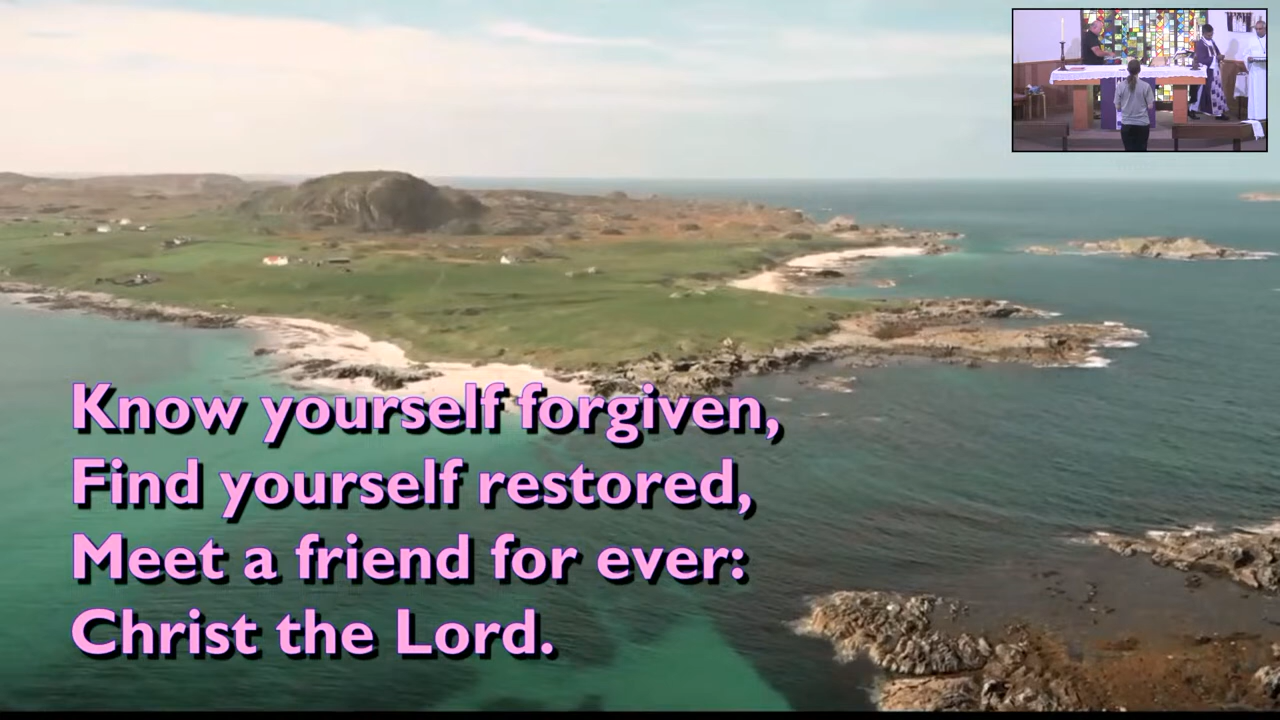 Know yourself forgiven,
Find yourself restored,
Meet a friend for ever:
Christ the Lord.